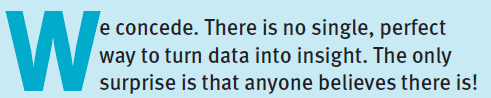 We concede. There is no single, perfect
way to turn data into insight. The only
surprise is that anyone believes there is!